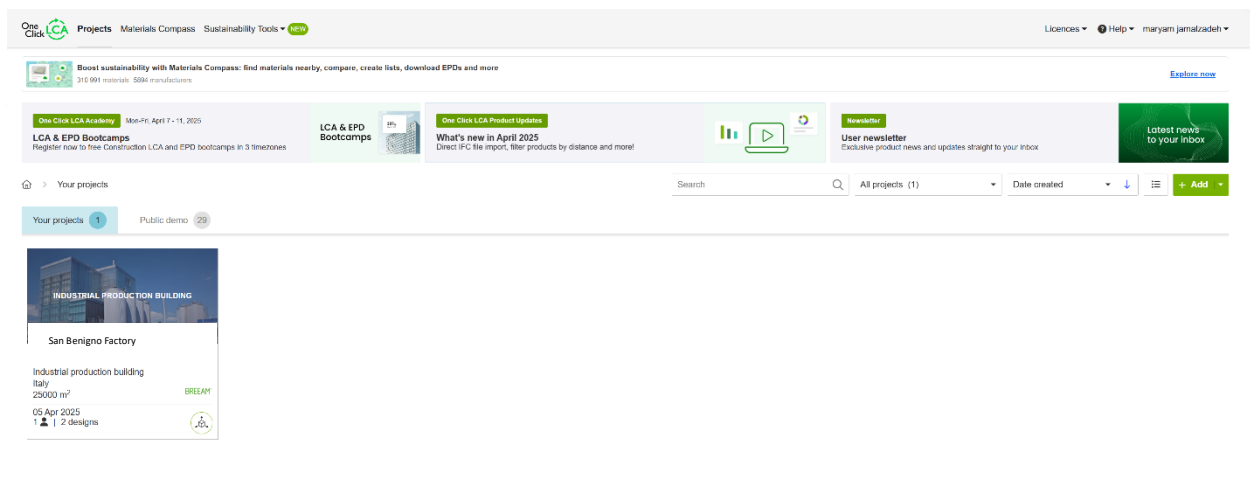 One Click LCA Projects Materials Compass Sustainability Tools NEW Licences Help maryam jamalzadeh
Boost sustainability with Materials Compass: find materials nearby, compare, create lists, download EPDs and more
310 991 materials 5894 manufacturers
Explore now
One Click LCA Academy Mon-Fri, April 7 - 11, 2025
LCA & EPD Bootcamps
Register now to free Construction LCA and EPD bootcamps in 3 timezones
LCA & EPD
Bootcamps
One Click LCA Product Updates
What's new in April 2025
Direct IFC file import, filter products by distance and more!
Newsletter
User newsletter
Exclusive product news and updates straight to your inbox
Latest news
to your inbox
Your projects Search All projects (1) Date created + Add
Your projects 1 Public demo 29
INDUSTRIAL PRODUCTION BUILDING
San Benigno Factory
Industrial production building
Italy
25000 m²
BREEAM
05 Apr 2025
1 | 2 designs